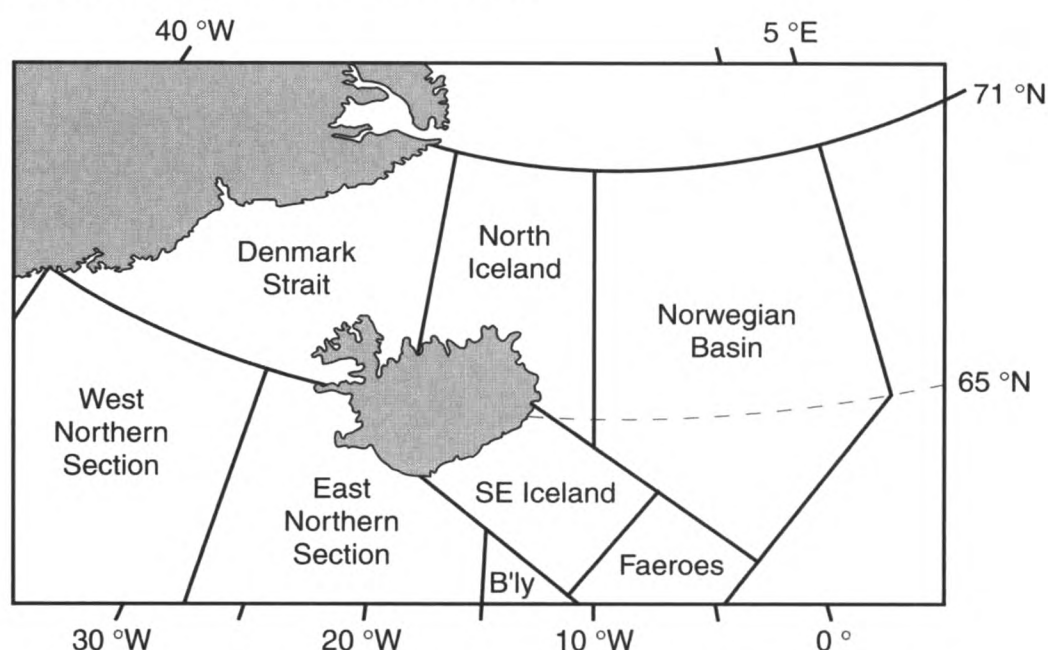 40 °W
5 °E
71 °N
North
Iceland
Denmark
Strait
Norwegian
Basin
65 °N
West
Northern
Section
East
Northern
Section
SE Iceland
Faeroes
B'ly
30 °W
20 °W
10 °W
0 °